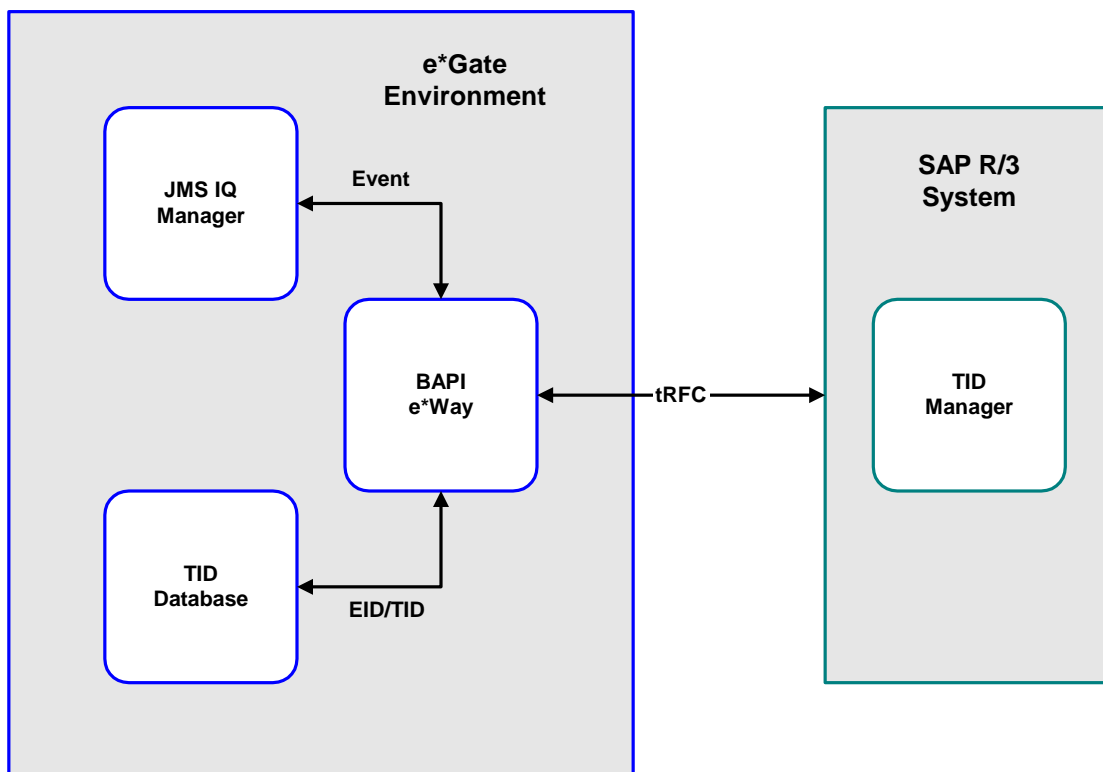 e*Gate
Environment
SAP R/3
System
JMS IQ
Manager
Event
BAPI
e*Way
tRFC
TID
Manager
TID
Database
EID/TID